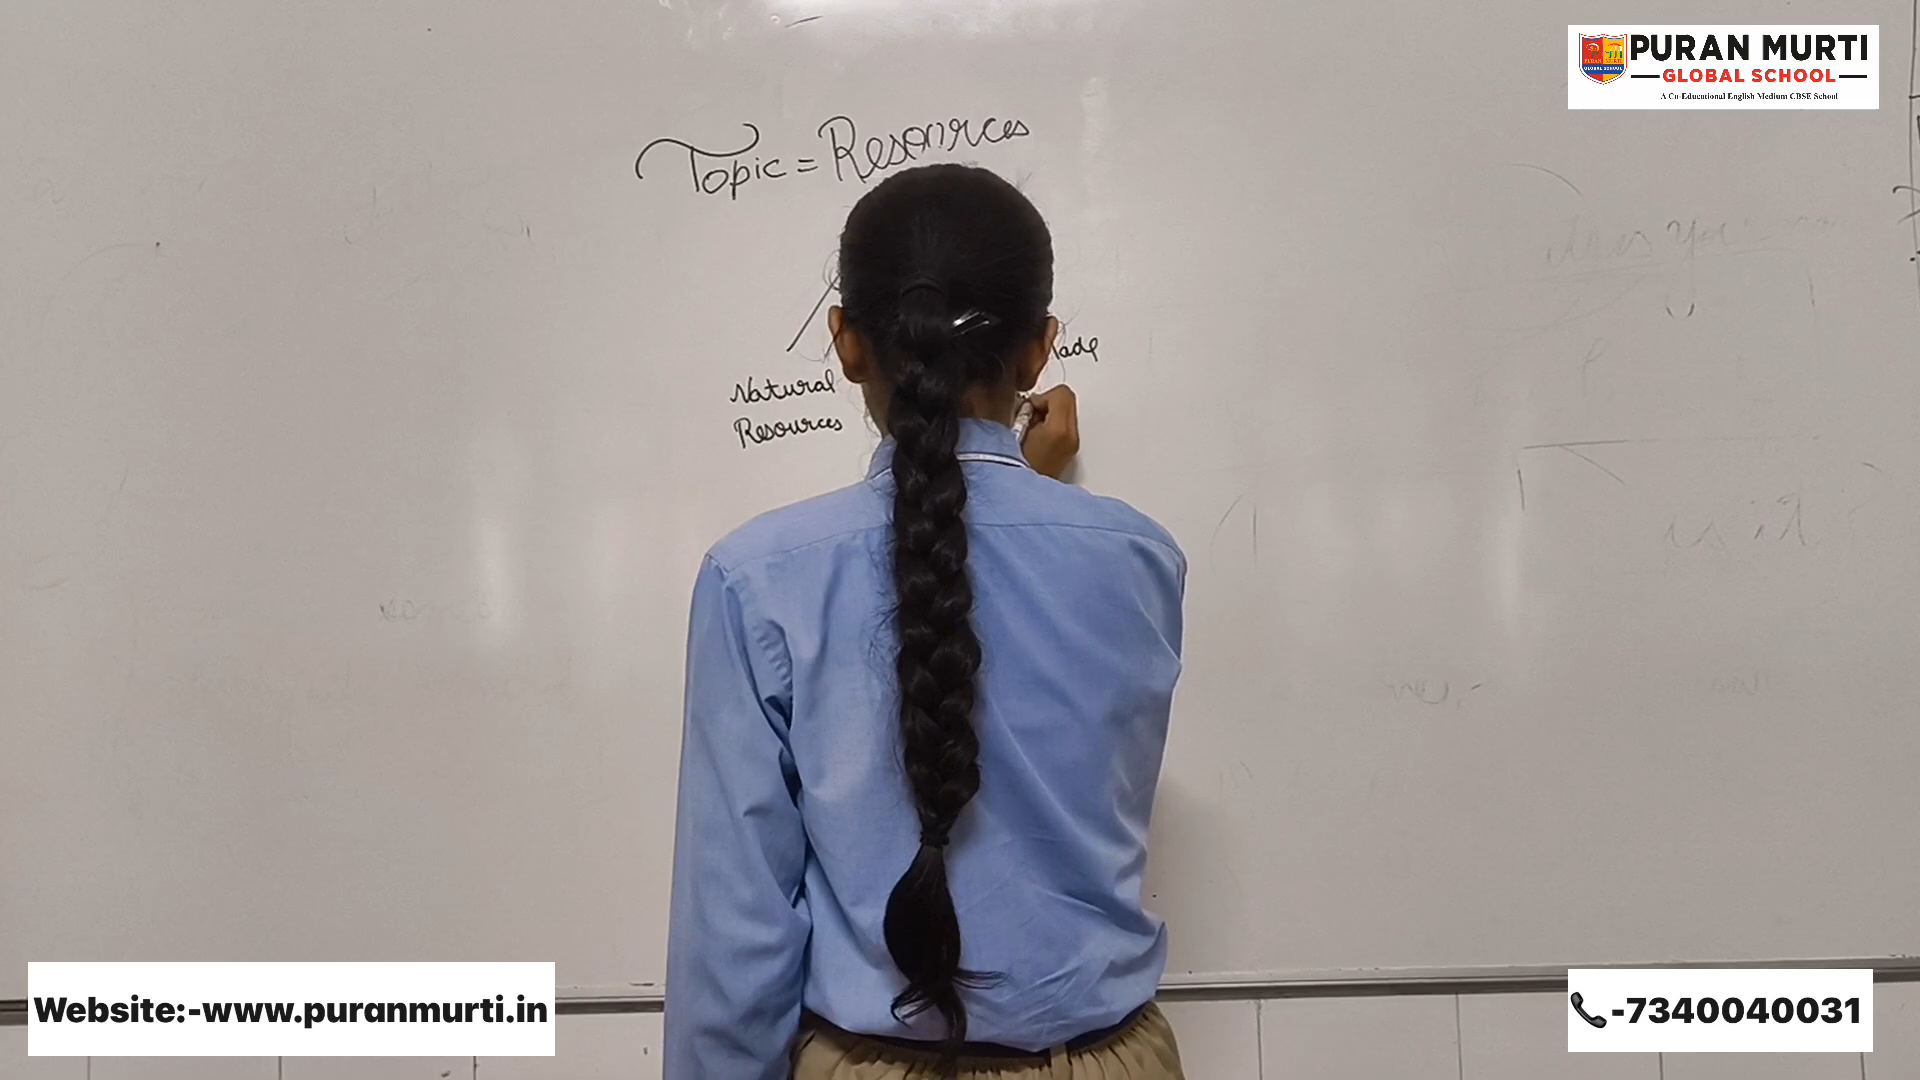 PURAN MURTI
GLOBAL SCHOOL
A Co-Educational English Medium CBSE School
Topic = Resources
Natural
Resources
Website:-www.puranmurti.in
-7340040031